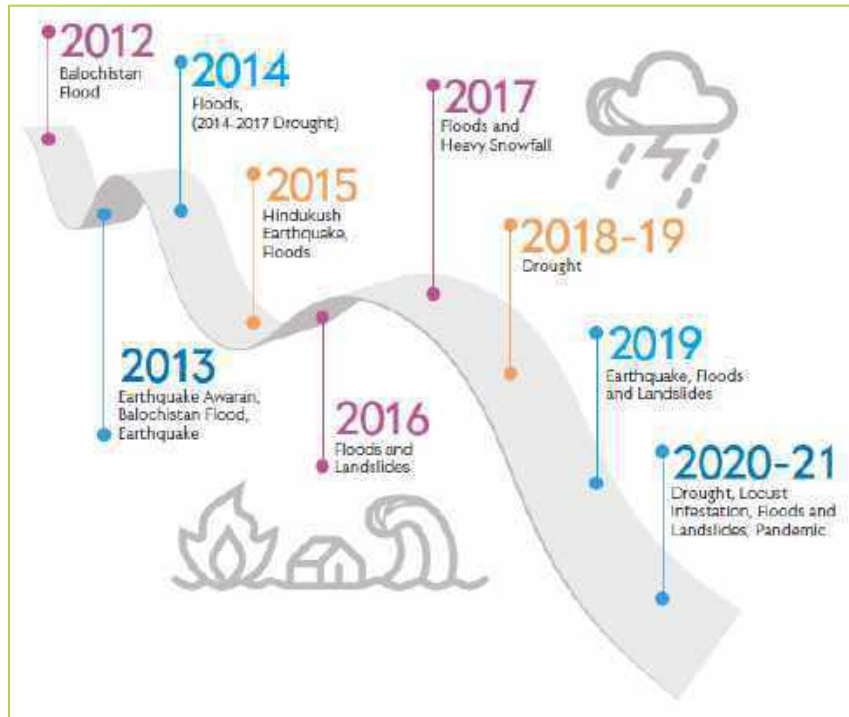 2012
Balochistan
Flood
2014
Floods,
(2014-2017 Drought)
2017
Floods and
Heavy Snowfall
2015
Hindukush
Earthquake,
Floods
2018-19
Drought
2013
Earthquake Awaran,
Balochistan Flood,
Earthquake
2016
Floods and
Landslides
2019
Earthquake, Floods
and Landslides
2020-21
Drought, Locust
Infestation, Floods and
Landslides, Pandemic